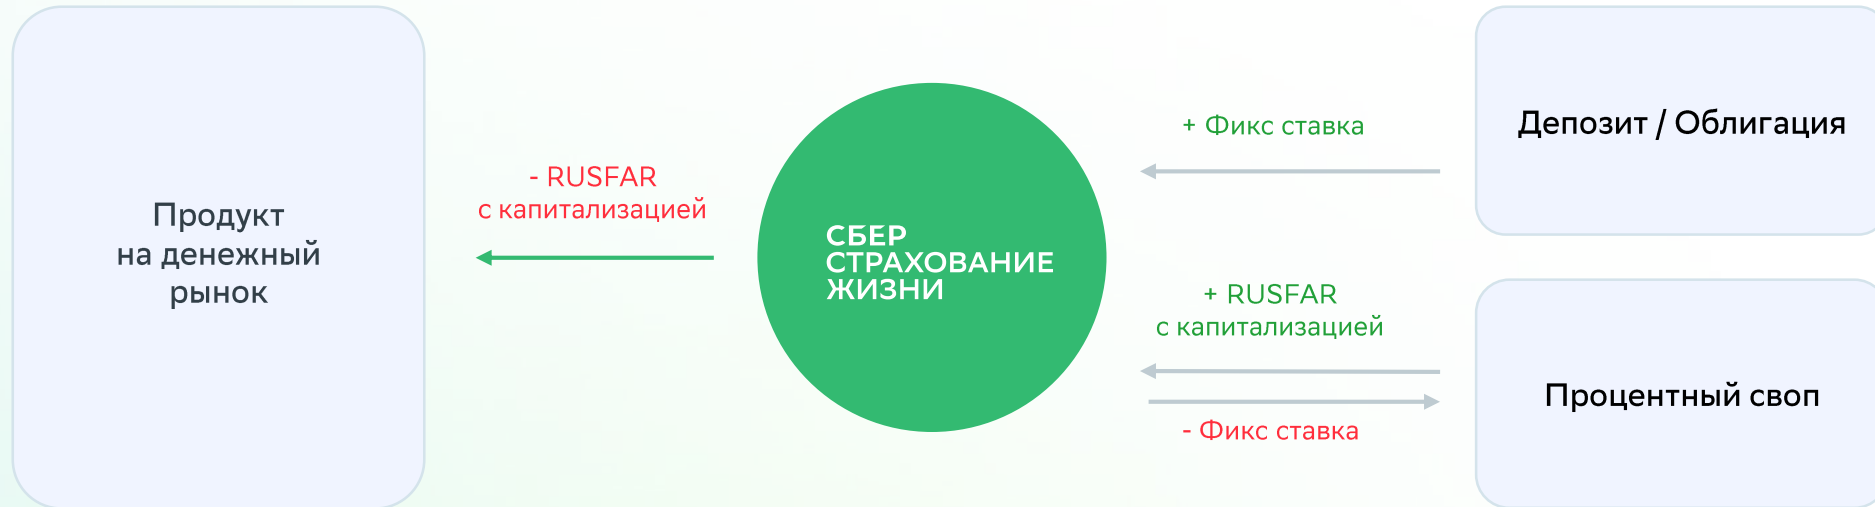 Продукт
на денежный
рынок
- RUSFAR
с капитализацией
СБЕР
СТРАХОВАНИЕ
ЖИЗНИ
+ Фикс ставка
Депозит / Облигация
+ RUSFAR
с капитализацией
- Фикс ставка
Процентный своп